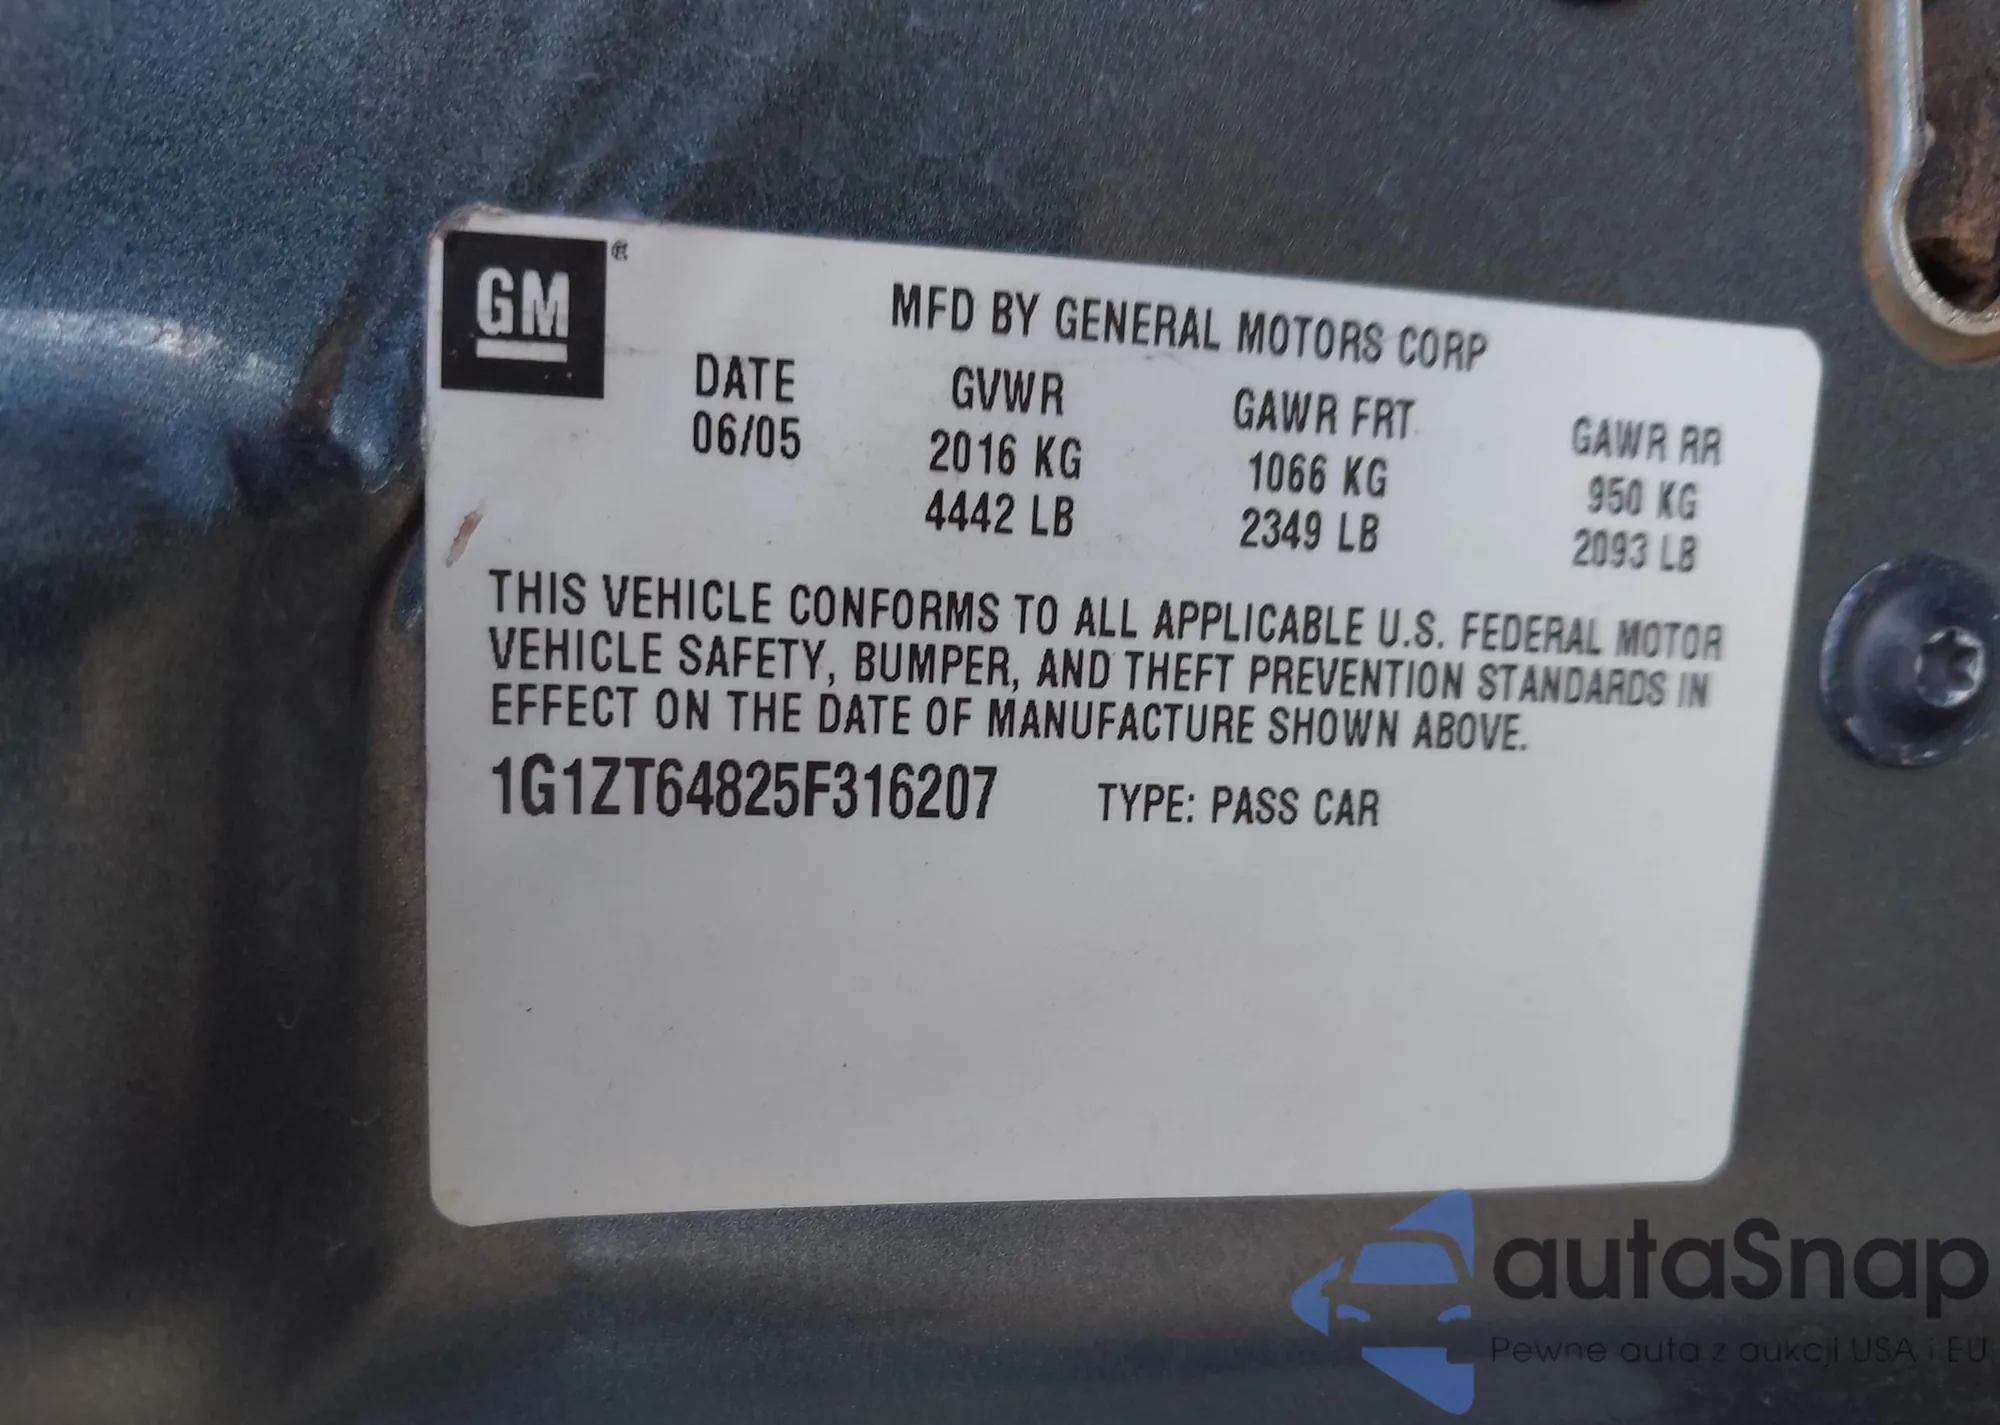 GM
MFD BY GENERAL MOTORS CORP
DATE GVWR GAWR FRT GAWR RR
06/05 2016 KG 1066 KG 950 KG
4442 LB 2349 LB 2093 LB
THIS VEHICLE CONFORMS TO ALL APPLICABLE U.S. FEDERAL MOTOR
VEHICLE SAFETY, BUMPER, AND THEFT PREVENTION STANDARDS IN
EFFECT ON THE DATE OF MANUFACTURE SHOWN ABOVE.
1G1ZT64825F316207 TYPE: PASS CAR
autaSnap
Pewne auta z aukcji USA i EU